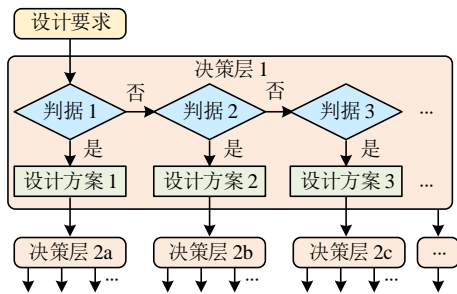 设计要求
决策层 1
判据 1 否 判据 2 否 判据 3 ...
是 是 是
设计方案 1 设计方案 2 设计方案 3 ...
决策层 2a 决策层 2b 决策层 2c ...
... ... ...